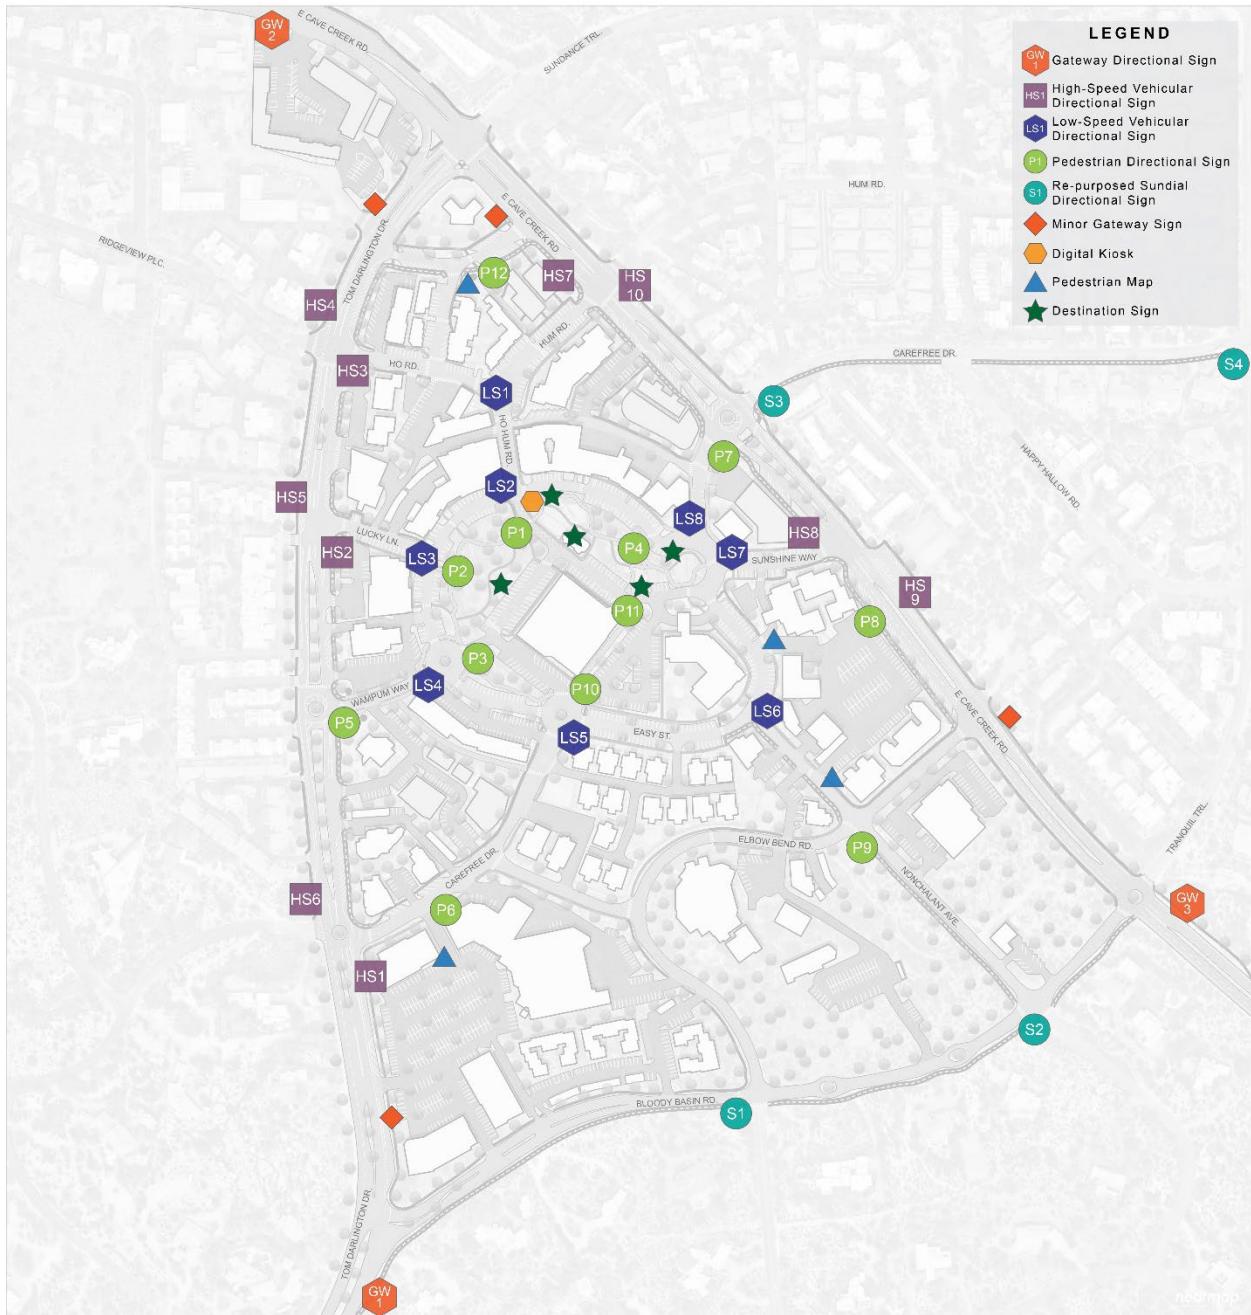 GW
2
E CAVE CREEK RD.
SUNDANCE TRL.
LEGEND
GW
1
Gateway Directional Sign
HS1
High-Speed Vehicular
Directional Sign
LS1
Low-Speed Vehicular
Directional Sign
P1
Pedestrian Directional Sign
S1
Re-purposed Sundial
Directional Sign
Minor Gateway Sign
Digital Kiosk
Pedestrian Map
Destination Sign
HUM RD.
E CAVE CREEK RD.
RIDGEVIEW PLC.
TOM DARLINGTON DR.
P12
HS7
HS
10
HS4
HUM RD.
HO RD.
HS3
CAREFREE DR.
S4
LS1
S3
HO HUM RD.
P7
HAPPY HALLOW RD.
LS2
HS5
LS8
P1
LUCKY LN.
HS8
HS2
LS3
P4
LS7
SUNSHINE WAY
P2
HS
9
P11
P8
P3
LS4
P10
WAMPUM WAY
LS6
P5
EASY ST.
LS5
E CAVE CREEK RD.
TRANQUIL TRL.
ELBOW BEND RD.
P9
CAREFREE DR.
NONCHALANT AVE.
HS6
P6
GW
3
HS1
S2
BLOODY BASIN RD.
S1
TOM DARLINGTON DR.
GW
1
nearmap